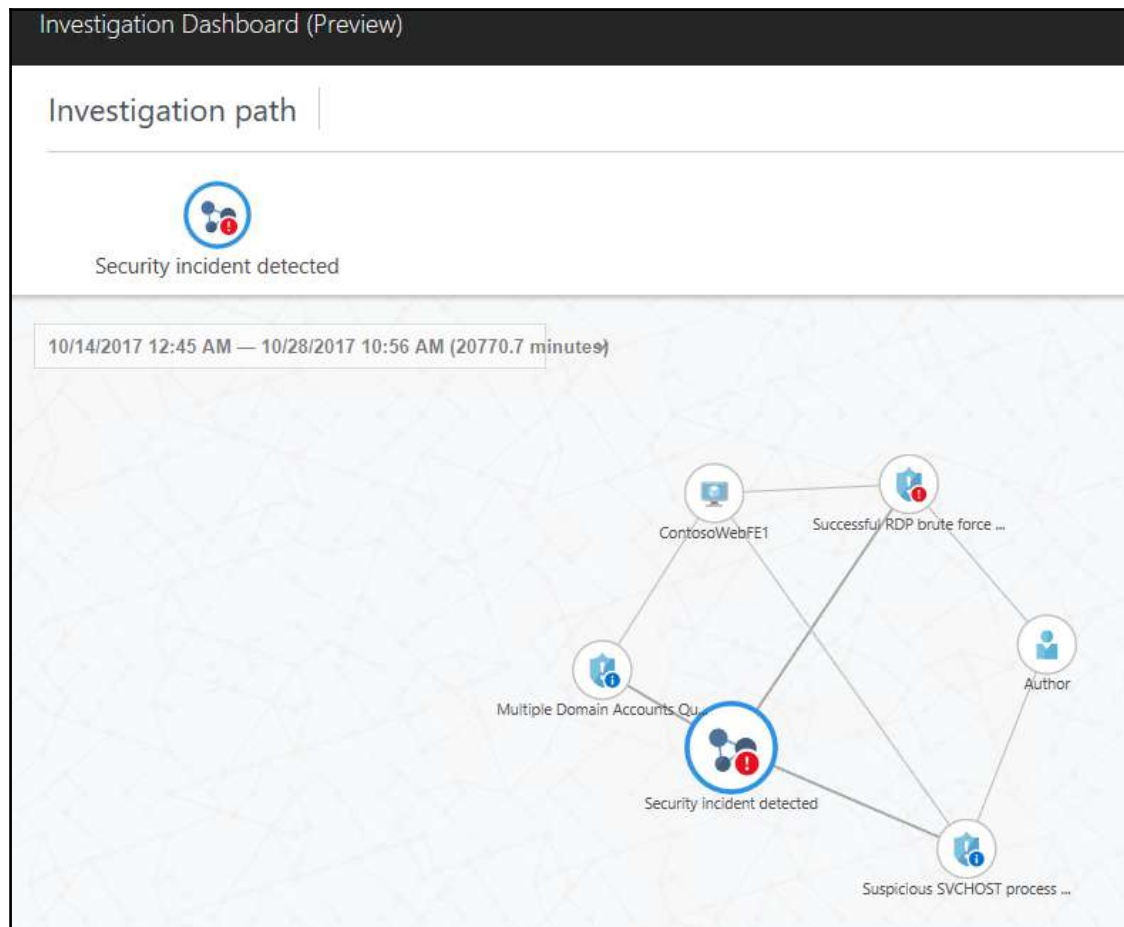 Investigation Dashboard (Preview)
Investigation path
Security incident detected
10/14/2017 12:45 AM — 10/28/2017 10:56 AM (20770.7 minutes)
ContosoWebFE1
Successful RDP brute force ...
Author
Multiple Domain Accounts Qu...
Security incident detected
Suspicious SVCHOST process ...